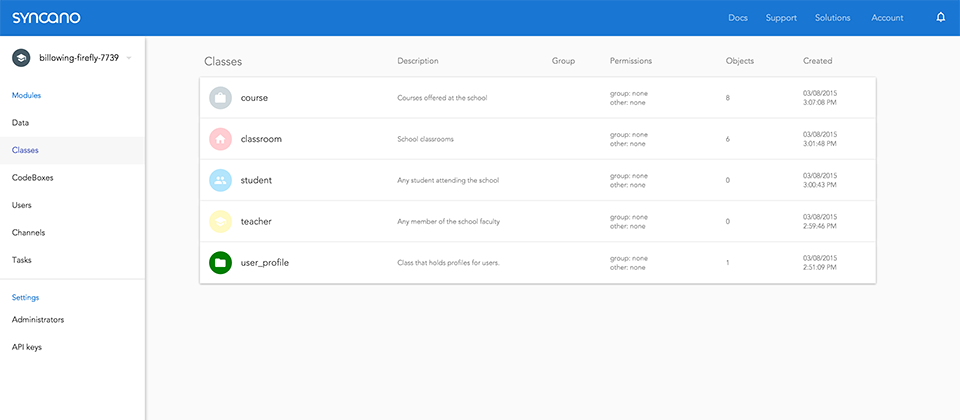 syncano
Docs Support Solutions Account
billowing-firefly-7739
Modules
Data
Classes
CodeBoxes
Users
Channels
Tasks
Settings
Administrators
API keys
Classes Description Group Permissions Objects Created
course Courses offered at the school group: none other: none 8 03/08/2015 3:07:08 PM
classroom School classrooms group: none other: none 6 03/08/2015 3:01:48 PM
student Any student attending the school group: none other: none 0 03/08/2015 3:00:43 PM
teacher Any member of the school faculty group: none other: none 0 03/08/2015 2:59:46 PM
user_profile Class that holds profiles for users. group: none other: none 1 03/08/2015 2:51:09 PM